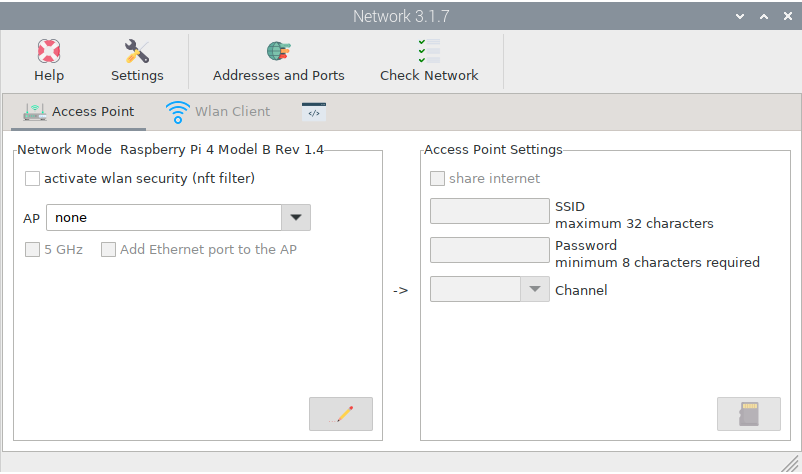 Network 3.1.7
Help
Settings
Addresses and Ports
Check Network
Access Point
Wlan Client
</>
Network Mode  Raspberry Pi 4 Model B Rev 1.4
activate wlan security (nft filter)
AP
none
5 GHz
Add Ethernet port to the AP
->
Access Point Settings
share internet
SSID
maximum 32 characters
Password
minimum 8 characters required
Channel